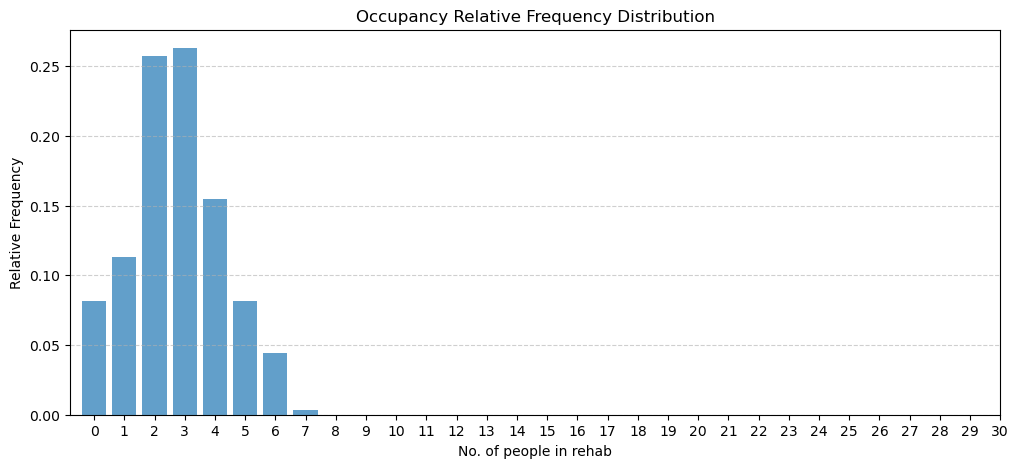 Occupancy Relative Frequency Distribution
Relative Frequency
0.25
0.20
0.15
0.10
0.05
0.00
0 1 2 3 4 5 6 7 8 9 10 11 12 13 14 15 16 17 18 19 20 21 22 23 24 25 26 27 28 29 30
No. of people in rehab